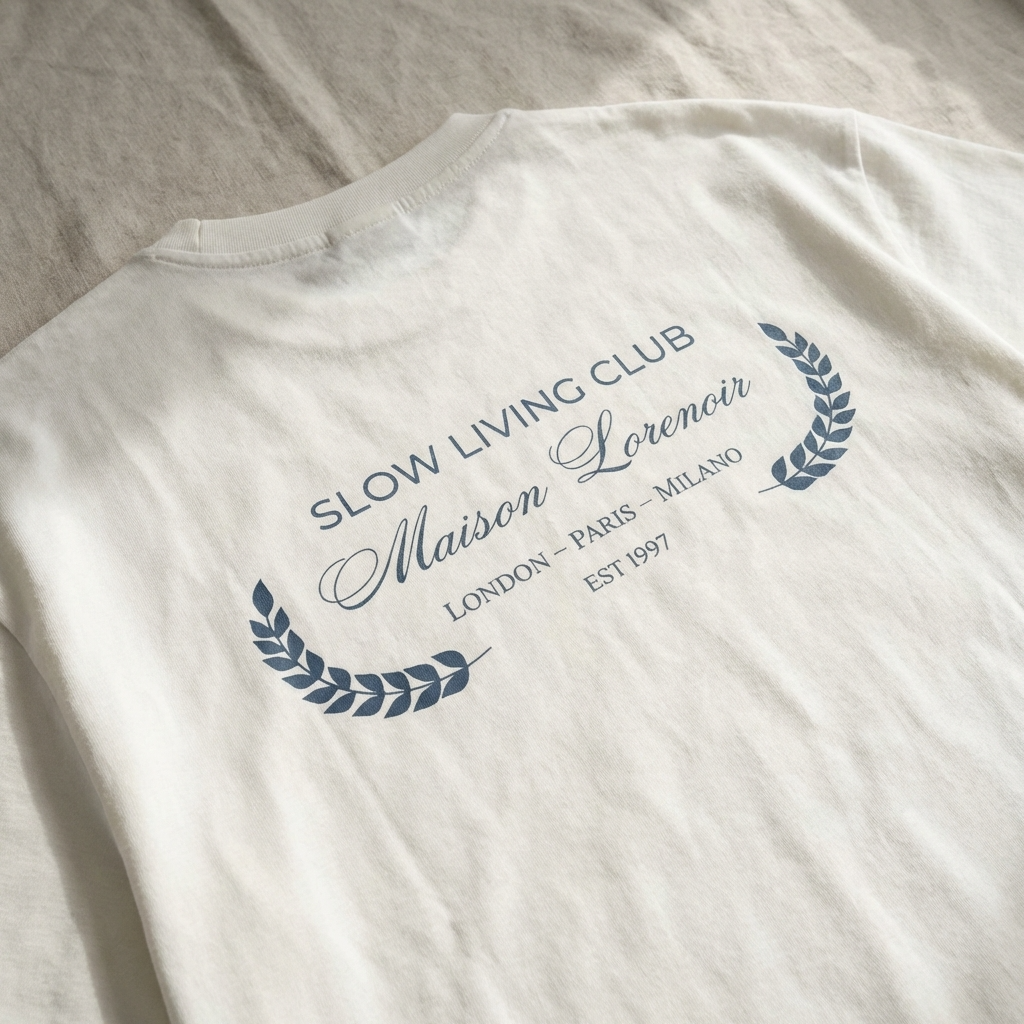 SLOW LIVING CLUB
Maison Lorenoir
LONDON – PARIS – MILANO
EST 1997